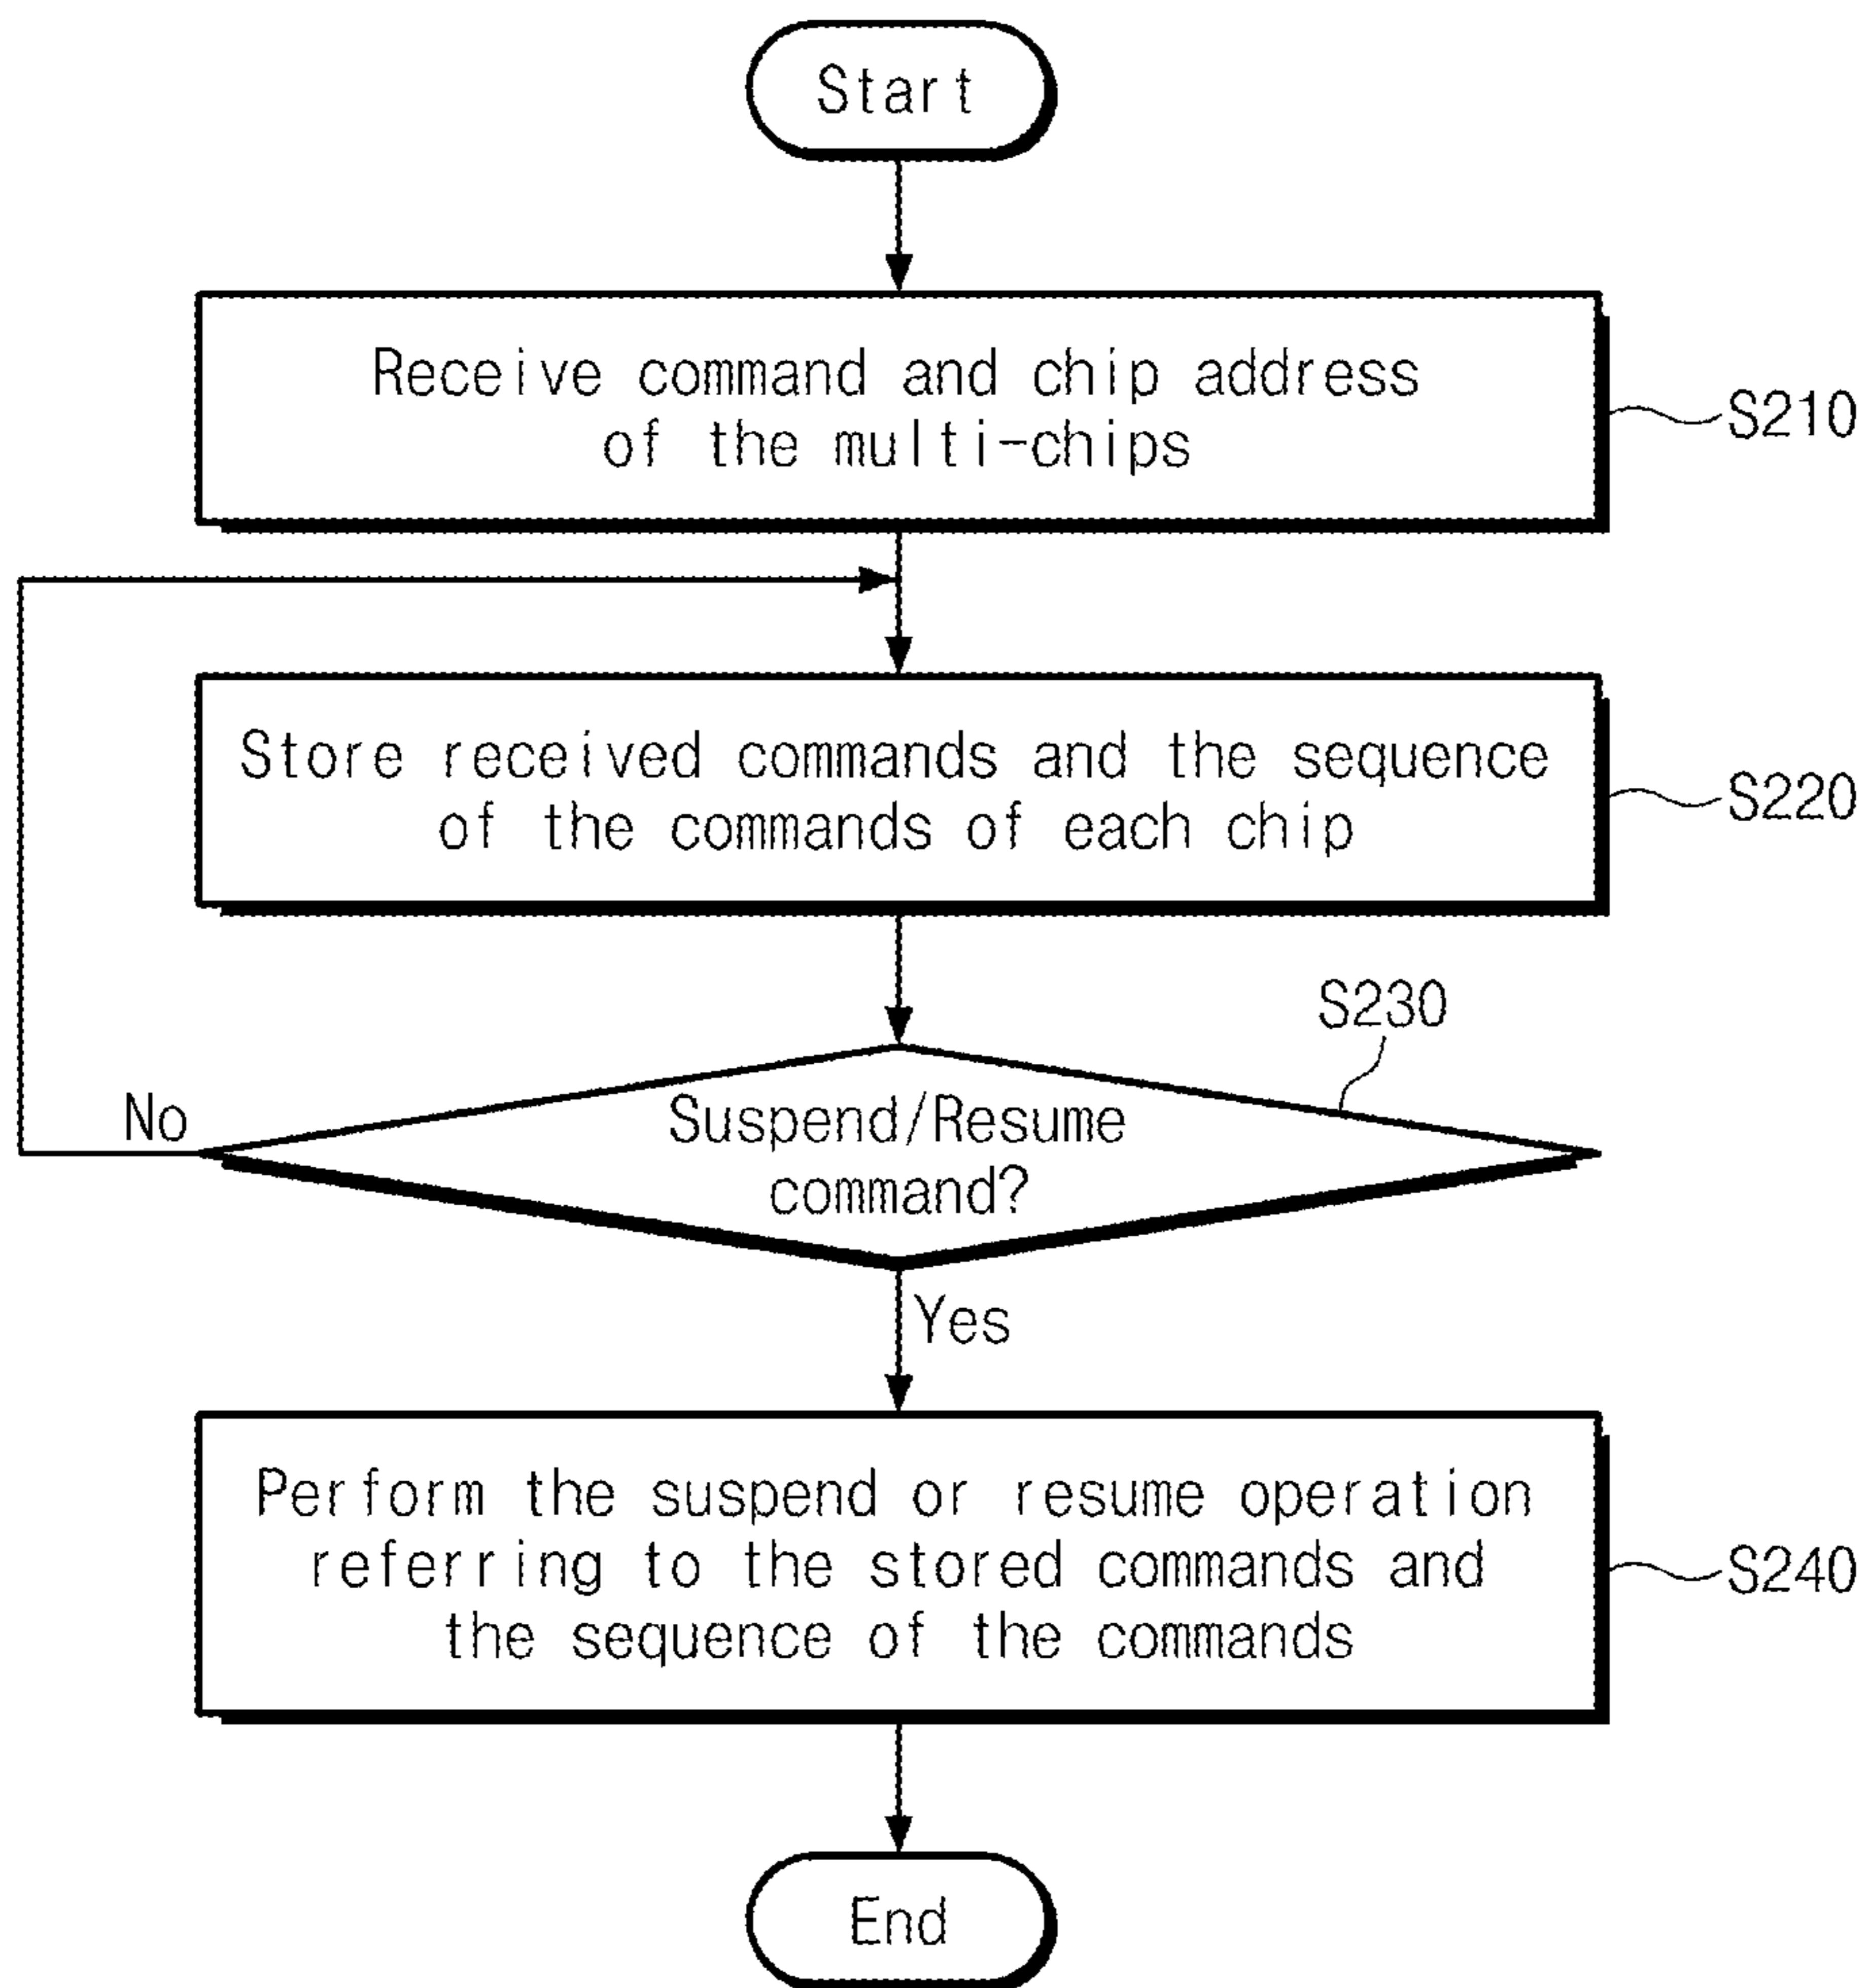 Start
Receive command and chip address
of the multi-chips
S210
Store received commands and the sequence
of the commands of each chip
S220
S230
No
Suspend/Resume
command?
Yes
Perform the suspend or resume operation
referring to the stored commands and
the sequence of the commands
S240
End